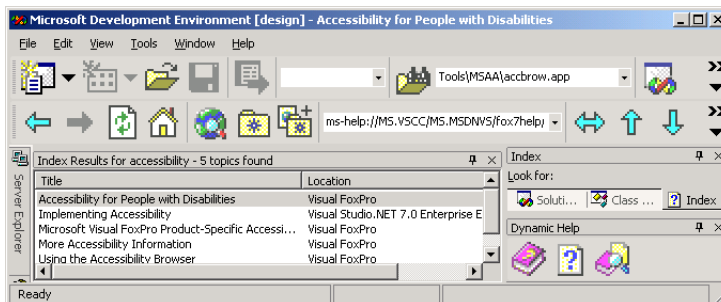 Microsoft Development Environment [design] - Accessibility for People with Disabilities
File Edit View Tools Window Help
Tools\MSAA\accbrow.app
ms-help://MS.VSCC/MS.MSDNVS/fox7help/
Server Explorer
Index Results for accessibility - 5 topics found
Title Location
Accessibility for People with Disabilities Visual FoxPro
Implementing Accessibility Visual Studio.NET 7.0 Enterprise E
Microsoft Visual FoxPro Product-Specific Accessi... Visual FoxPro
More Accessibility Information Visual FoxPro
Using the Accessibility Browser Visual FoxPro
Index
Look for:
Soluti... Class ... Index
Dynamic Help
Ready